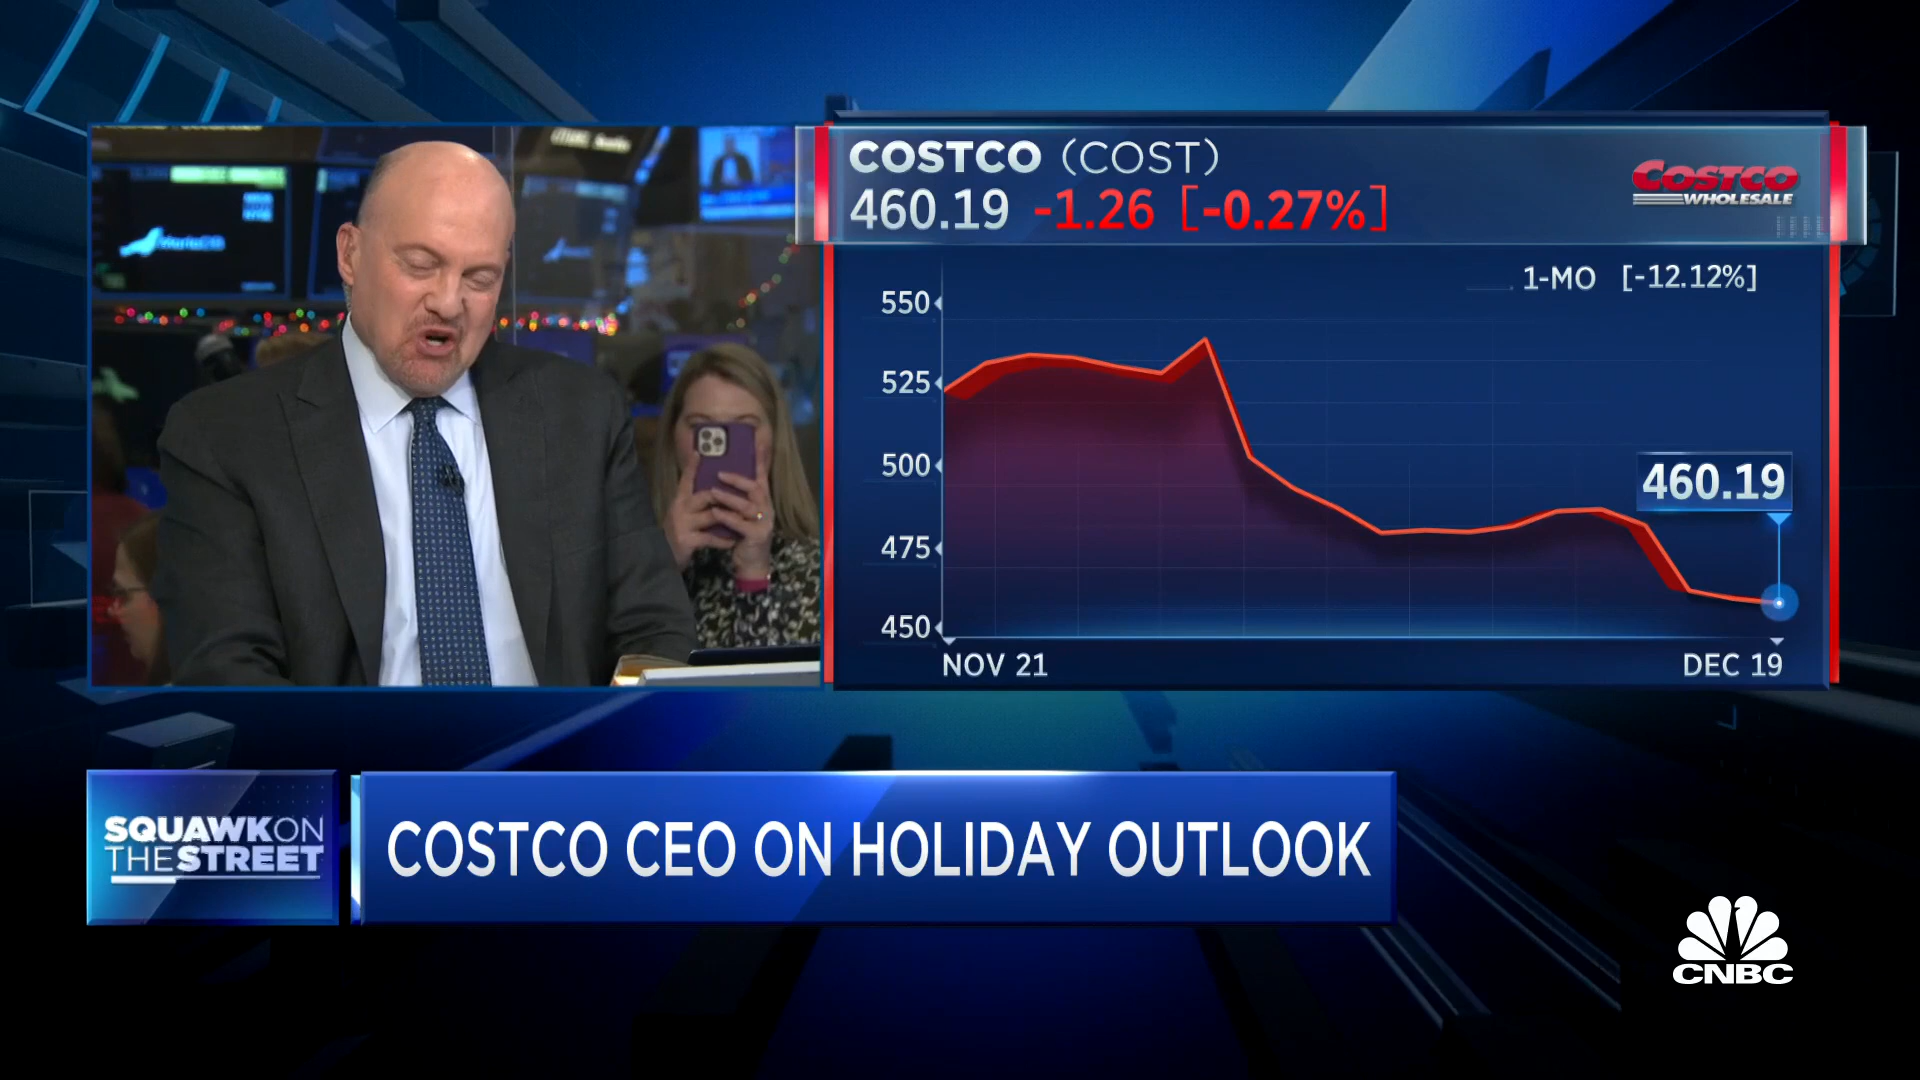 COSTCO (COST)
460.19 -1.26 [-0.27%]
COSTCO
WHOLESALE
1-MO [-12.12%]
550
525
500
475
450
460.19
NOV 21
DEC 19
SQUAWK ON
THE STREET
COSTCO CEO ON HOLIDAY OUTLOOK
CNBC